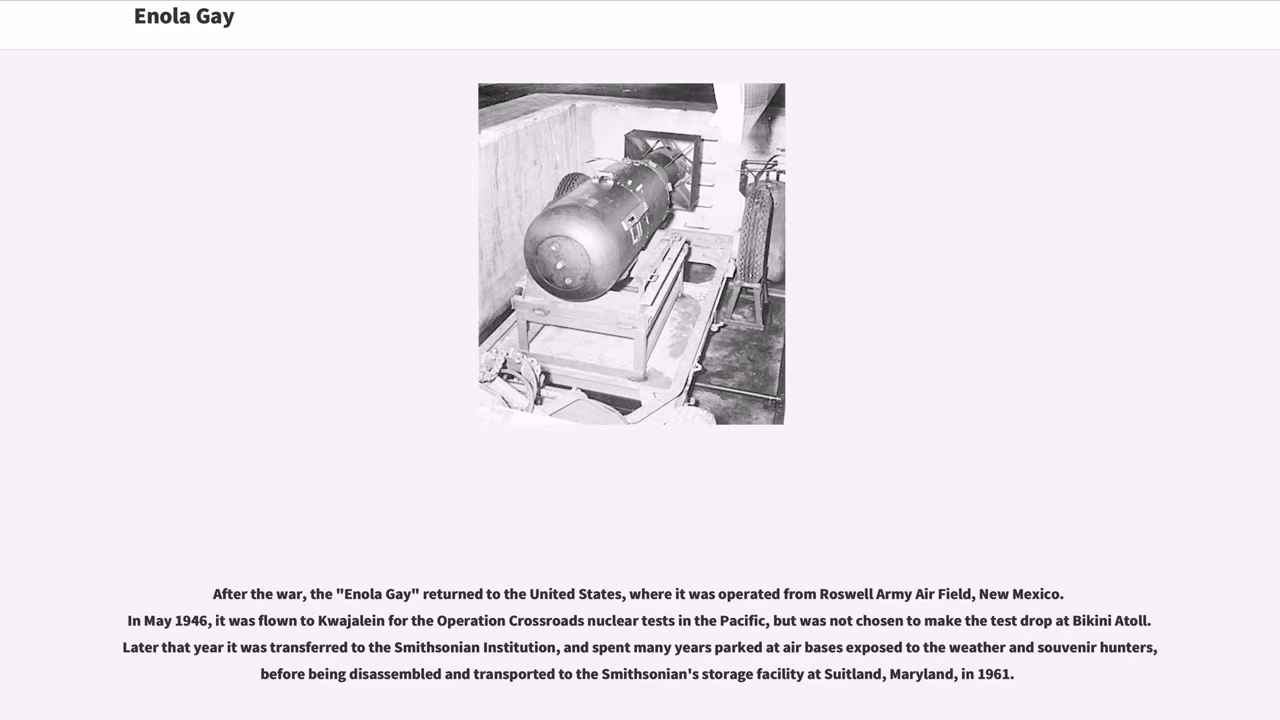 Enola Gay
After the war, the "Enola Gay" returned to the United States, where it was operated from Roswell Army Air Field, New Mexico.
In May 1946, it was flown to Kwajalein for the Operation Crossroads nuclear tests in the Pacific, but was not chosen to make the test drop at Bikini Atoll.
Later that year it was transferred to the Smithsonian Institution, and spent many years parked at air bases exposed to the weather and souvenir hunters,
before being disassembled and transported to the Smithsonian's storage facility at Suitland, Maryland, in 1961.